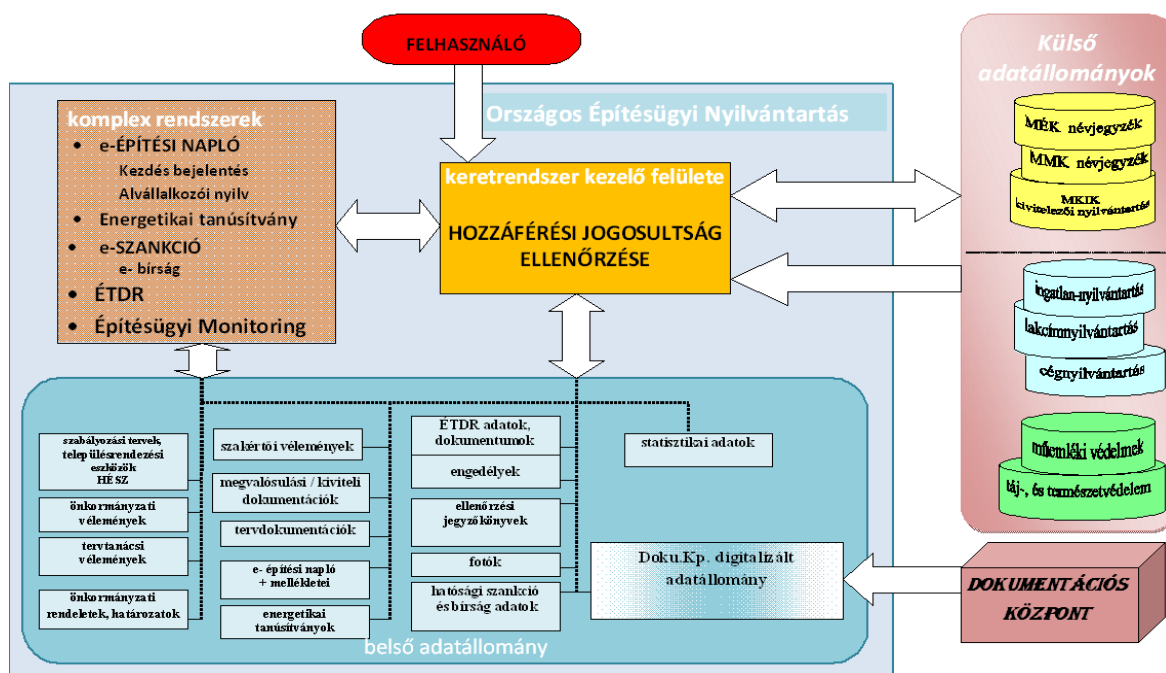 FELHASZNÁLÓ
Országos Építésügyi Nyilvántartás
komplex rendszerek
• e-ÉPÍTÉSI NAPLÓ
Kezdés bejelentés
Alvállalkozói nyilv
• Energetikai tanúsítvány
• e-SZANKCIÓ
e- bírság
• ÉTDR
• Építésügyi Monitoring
keretrendszer kezelő felülete
HOZZÁFÉRÉSI JOGOSULTSÁG
ELLENŐRZÉSE
Külső
adatállományok
MÉK névjegyzék
MMK névjegyzék
MKIK
kivitelezői nyilvántartás
ingatlan-nyilvántartás
lakcímnyilvántartás
cégnyilvántartás
műemléki védelmek
táj-, és természetvédelem
szabályozási tervek,
településrendezési
eszközök
HÉSZ
önkormányzati
vélemények
tervtanácsi
vélemények
önkormányzati
rendeletek, határozatok
szakértői vélemények
megvalósulási / kiviteli
dokumentációk
tervdokumentációk
e- építési napló
+ mellékletei
energetikai
tanúsítványok
ÉTDR adatok,
dokumentumok
engedélyek
ellenőrzési
jegyzőkönyvek
fotók
hatósági szankció
és bírság adatok
statisztikai adatok
Doku.Kp. digitalizált
adatállomány
belső adatállomány
DOKUMENTÁCIÓS
KÖZPONT